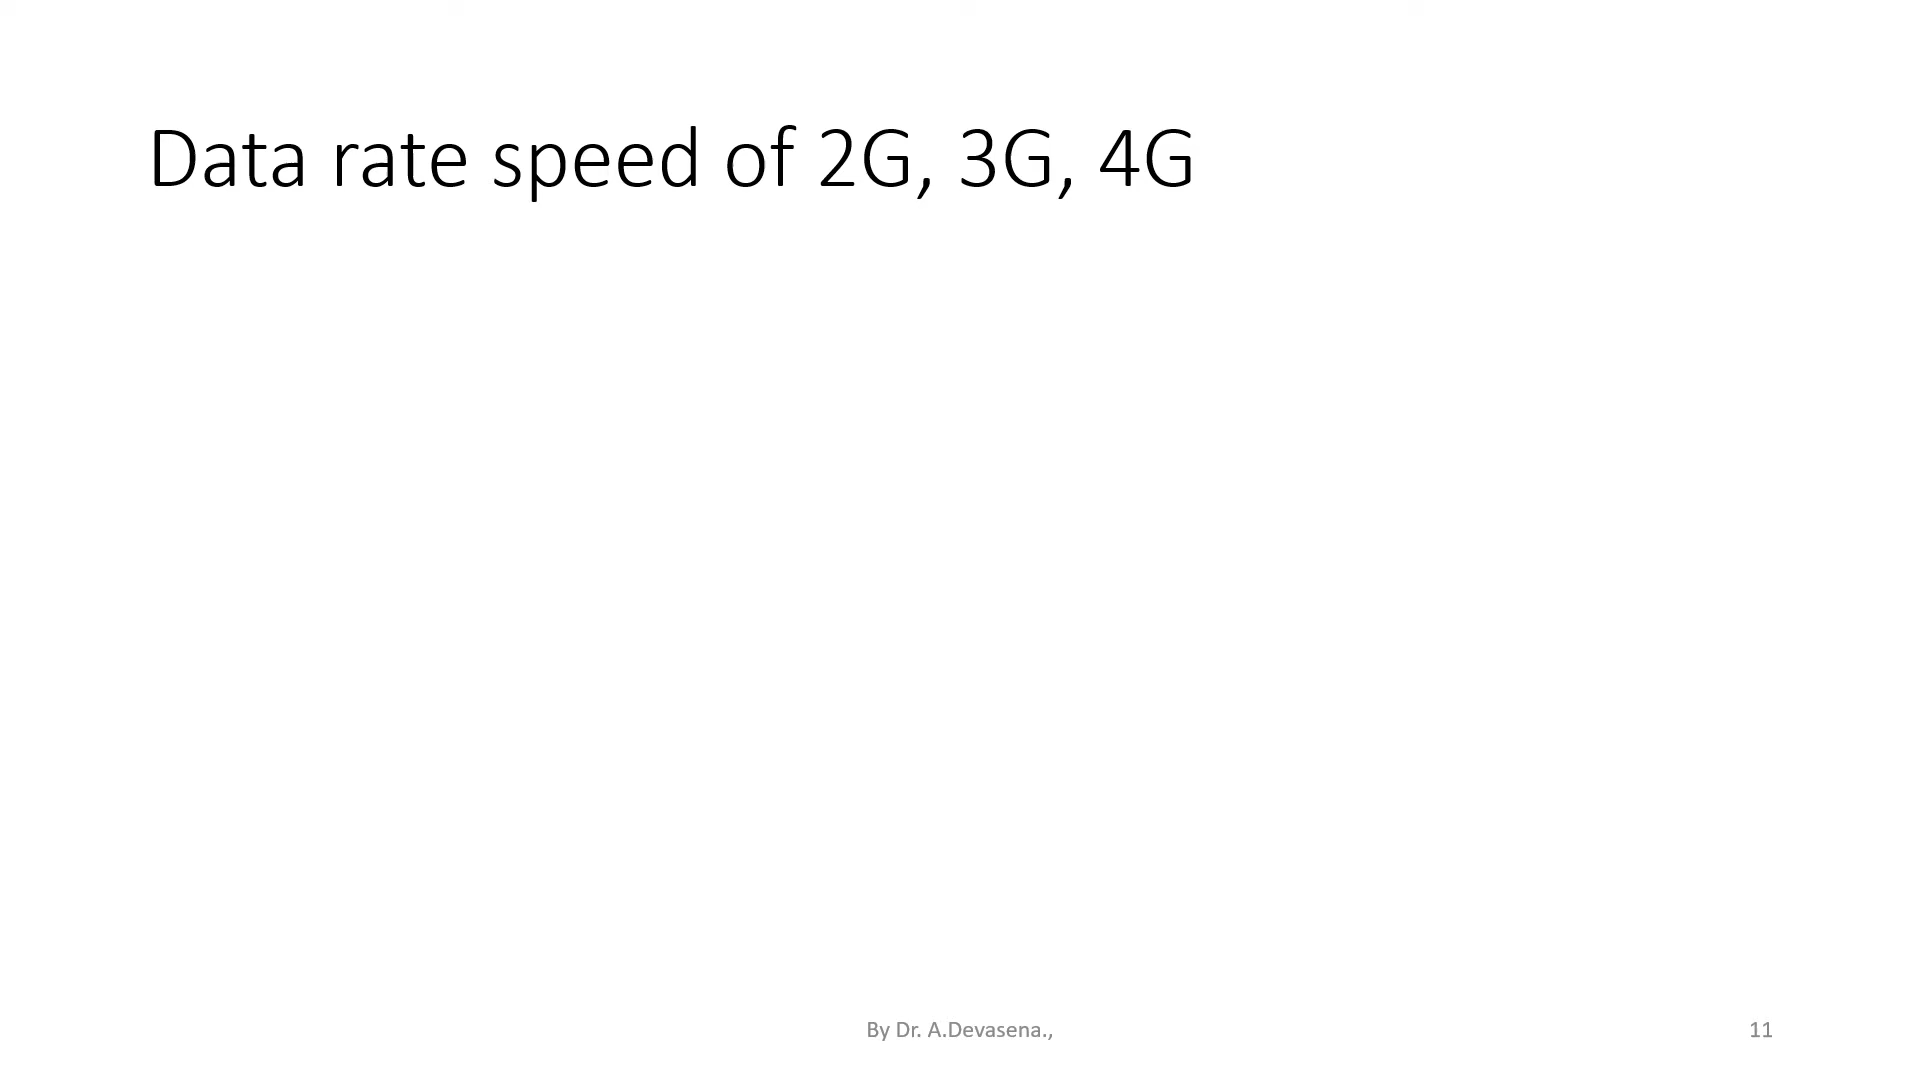 Data rate speed of 2G, 3G, 4G
By Dr. A.Devasena.,
11